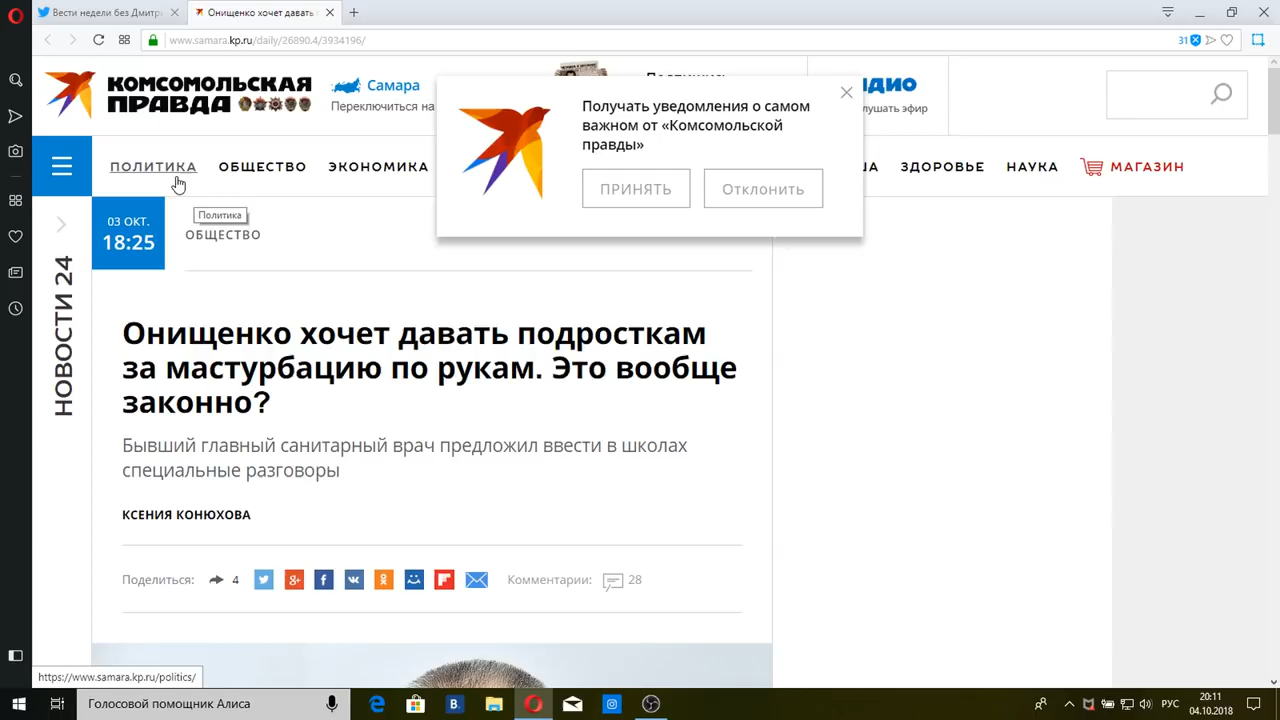 Вести недели без Дмитр
Онищенко хочет давать п
www.samara.kp.ru/daily/26890.4/3934196/
31
КОМСОМОЛЬСКАЯ
ПРАВДА
Самара
Переключиться на
Получать уведомления о самом
важном от «Комсомольской
правды»
ПРИНЯТЬ
Отклонить
ДИО
лушать эфир
ПОЛИТИКА
ОБЩЕСТВО
ЭКОНОМИКА
ЗДОРОВЬЕ
НАУКА
МАГАЗИН
Политика
03 ОКТ.
18:25
ОБЩЕСТВО
НОВОСТИ 24
Онищенко хочет давать подросткам
за мастурбацию по рукам. Это вообще
законно?
Бывший главный санитарный врач предложил ввести в школах
специальные разговоры
КСЕНИЯ КОНЮХОВА
Поделиться: 4
Комментарии: 28
https://www.samara.kp.ru/politics/
Голосовой помощник Алиса
РУС
20:11
04.10.2018